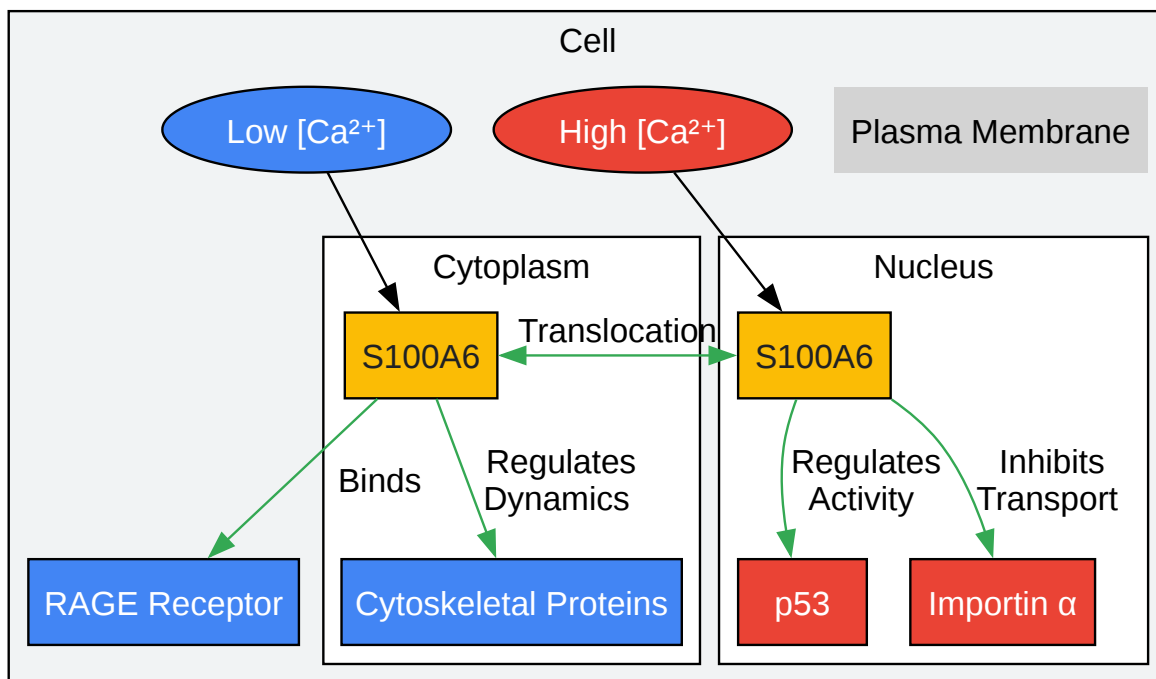 Cell
Low [Ca²⁺]
High [Ca²⁺]
Plasma Membrane
Cytoplasm
Nucleus
S100A6
Translocation
S100A6
Binds
Regulates
Dynamics
Regulates
Activity
Inhibits
Transport
RAGE Receptor
Cytoskeletal Proteins
p53
Importin α